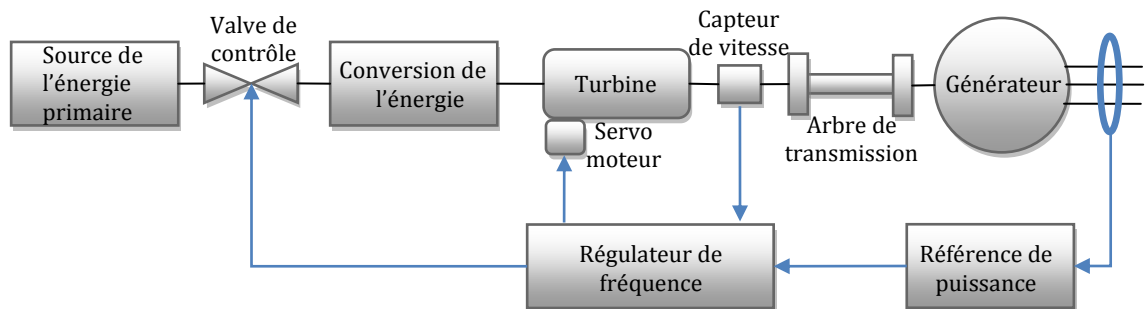 Source de
l'énergie
primaire
Valve de
contrôle
Conversion de
l'énergie
Turbine
Servo
moteur
Capteur
de vitesse
Arbre de
transmission
Générateur
Régulateur de
fréquence
Référence de
puissance